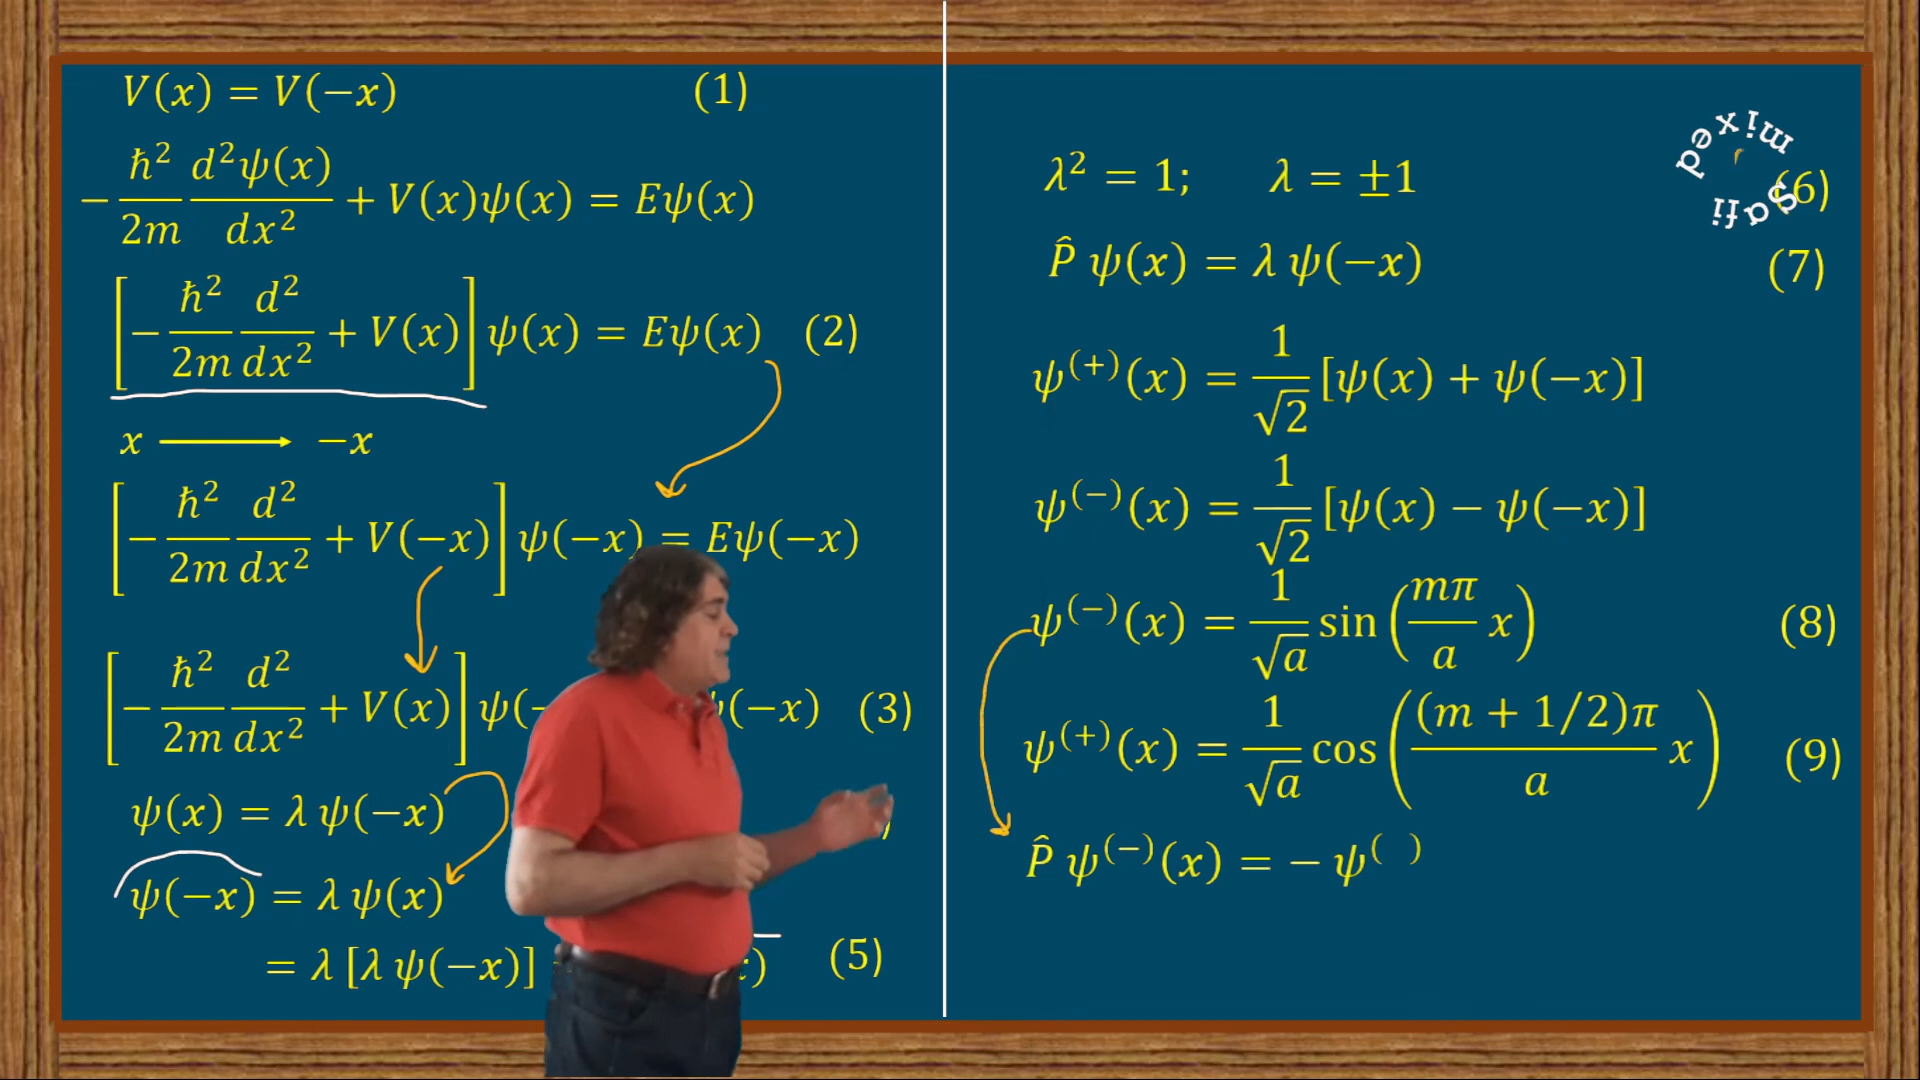 V(x) = V(−x) (1)
−ħ²/2m d²ψ(x)/dx² + V(x)ψ(x) = Eψ(x)
[−ħ²/2m d²/dx² + V(x)] ψ(x) = Eψ(x) (2)
x ⟶ −x
[−ħ²/2m d²/dx² + V(−x)] ψ(−x) = Eψ(−x)
[−ħ²/2m d²/dx² + V(x)] ψ(− (−x) (3)
ψ(x) = λ ψ(−x)
ψ(−x) = λ ψ(x)
= λ [λ ψ(−x)] (5)
λ² = 1; λ = ±1 (6)
P̂ ψ(x) = λ ψ(−x) (7)
ψ⁽⁺⁾(x) = 1/√2 [ψ(x) + ψ(−x)]
ψ⁽⁻⁾(x) = 1/√2 [ψ(x) − ψ(−x)]
ψ⁽⁻⁾(x) = 1/√a sin(mπ/a x) (8)
ψ⁽⁺⁾(x) = 1/√a cos((m + 1/2)π/a x) (9)
P̂ ψ⁽⁻⁾(x) = − ψ⁽ ⁾
mixed
Safi